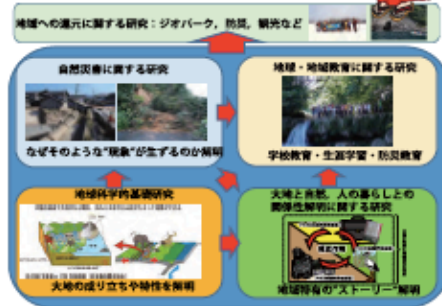 地域への還元に関する研究：ジオパーク，防災，観光など
自然災害に関する研究
なぜそのような“現象”が生ずるのか解明
地球・地域教育に関する研究
学校教育・生涯学習・防災教育
地球科学的基礎研究
大地の成り立ちや特性を解明
大地と自然、人の暮らしとの
関係性解明に関する研究
地域特有の“ストーリー”解明